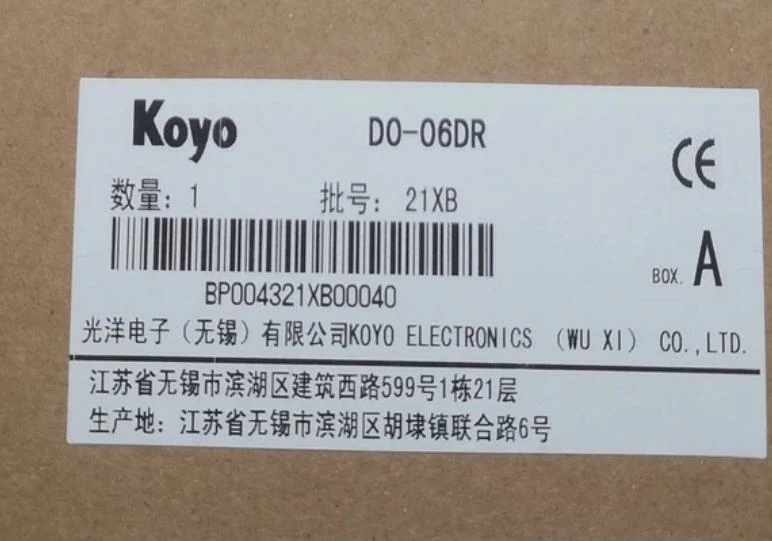 Koyo D0-06DR
CE
数量: 1 批号: 21XB
BP004321XB00040
BOX. A
光洋电子（无锡）有限公司KOYO ELECTRONICS （WU XI） CO.,LTD.
江苏省无锡市滨湖区建筑西路599号1栋21层
生产地: 江苏省无锡市滨湖区胡埭镇联合路6号